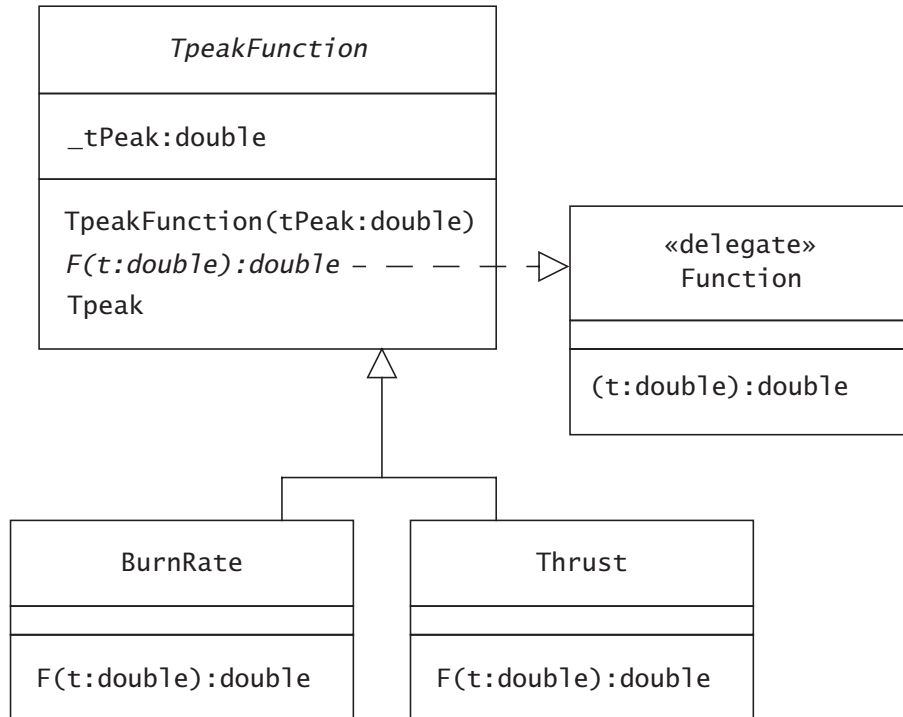 TpeakFunction
_tPeak:double
TpeakFunction(tPeak:double)
F(t:double):double
Tpeak
«delegate»
Function
(t:double):double
BurnRate
F(t:double):double
Thrust
F(t:double):double